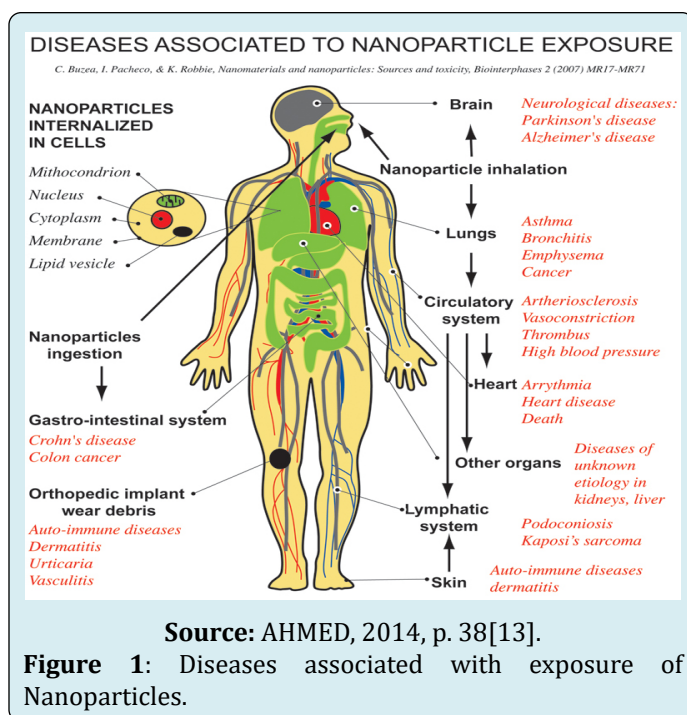 DISEASES ASSOCIATED TO NANOPARTICLE EXPOSURE
C. Buzea, I. Pacheco, & K. Robbie, Nanomaterials and nanoparticles: Sources and toxicity, Biointerphases 2 (2007) MR17-MR71
NANOPARTICLES
INTERNALIZED
IN CELLS
Mithocondrion
Nucleus
Cytoplasm
Membrane
Lipid vesicle
Nanoparticles
ingestion
Gastro-intestinal system
Crohn's disease
Colon cancer
Orthopedic implant
wear debris
Auto-immune diseases
Dermatitis
Urticaria
Vasculitis
Brain
Neurological diseases:
Parkinson's disease
Alzheimer's disease
Nanoparticle inhalation
Lungs
Asthma
Bronchitis
Emphysema
Cancer
Circulatory
system
Artheriosclerosis
Vasoconstriction
Thrombus
High blood pressure
Heart
Arrythmia
Heart disease
Death
Other organs
Diseases of
unknown
etiology in
kidneys, liver
Lymphatic
system
Podoconiosis
Kaposi's sarcoma
Skin
Auto-immune diseases
dermatitis
Source: AHMED, 2014, p. 38[13].
Figure 1: Diseases associated with exposure of
Nanoparticles.